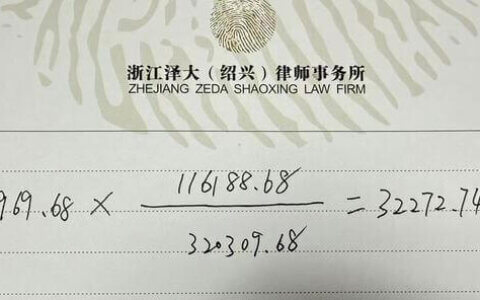 浙江泽大(绍兴)律师事务所
ZHEJIANG ZEDA SHAOXING LAW FIRM
969.68 × 116188.68 / 320309.68 = 32272.74